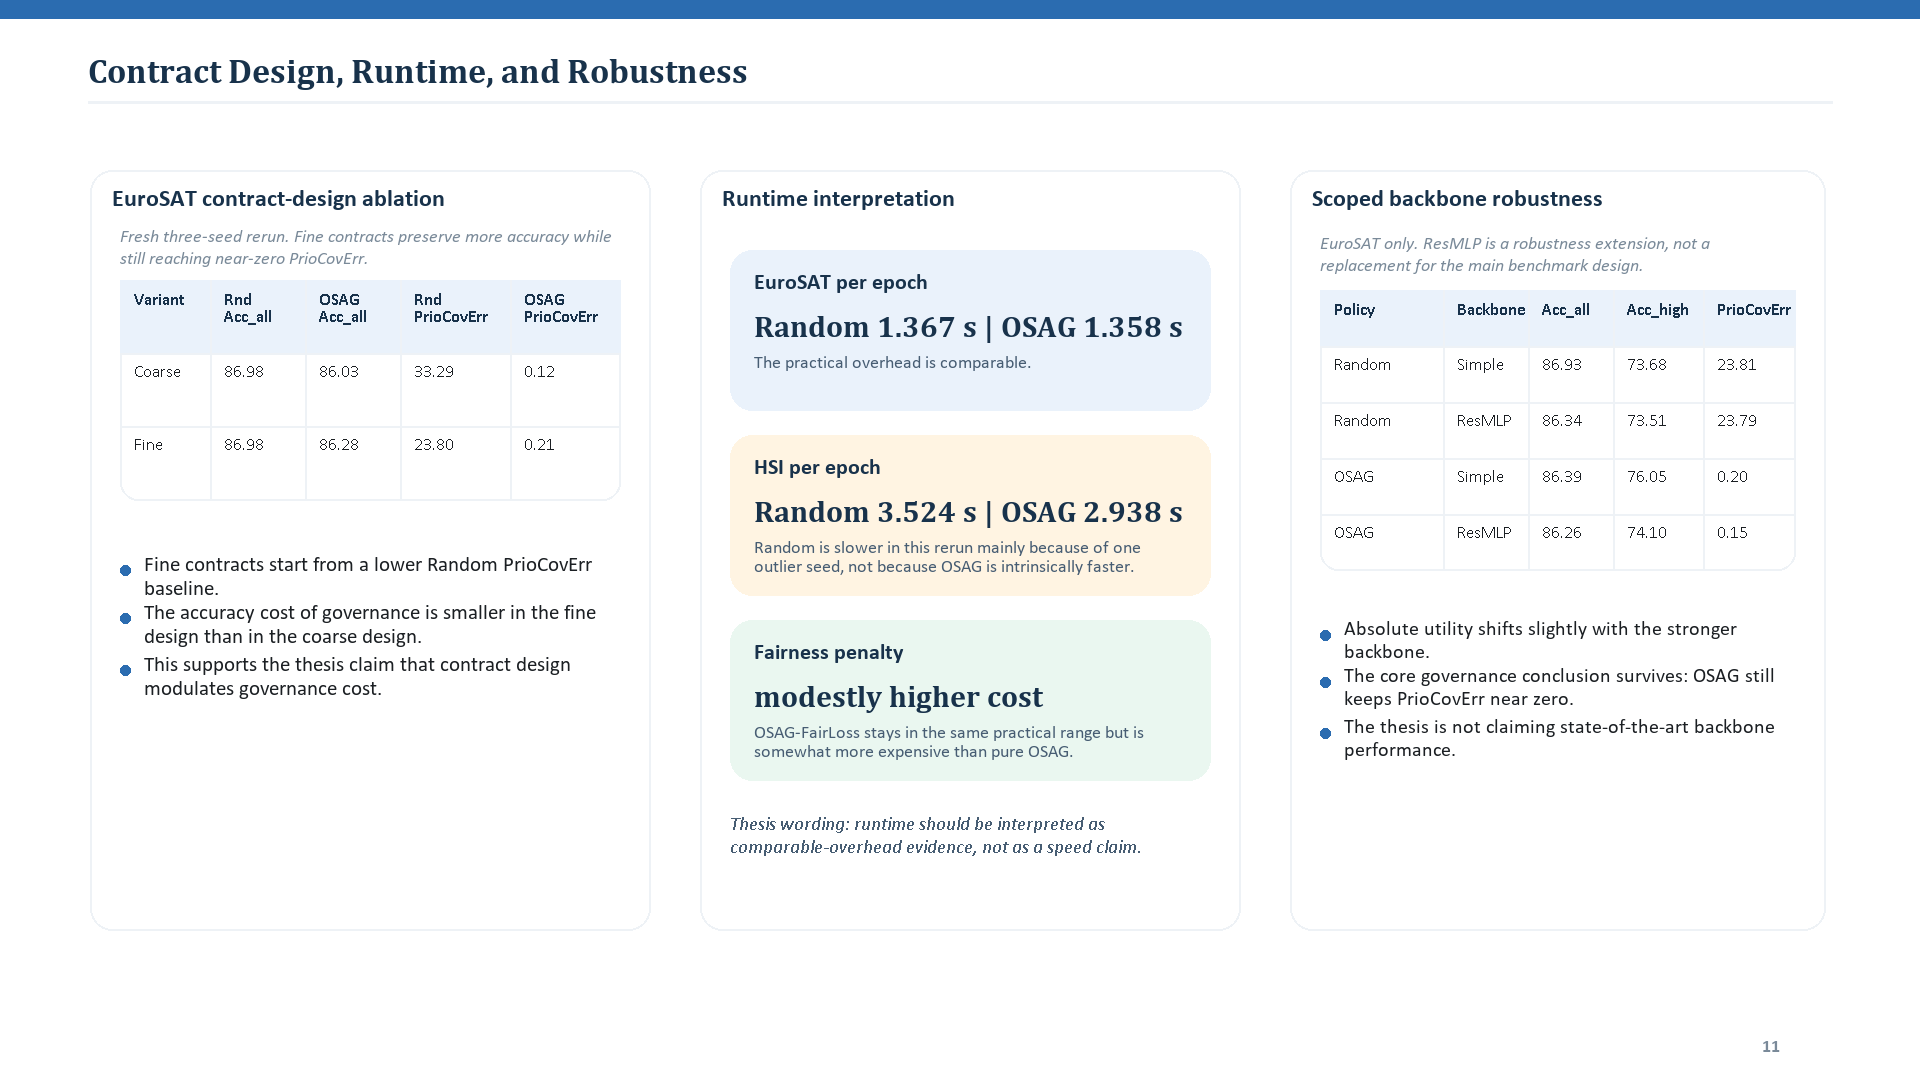 Contract Design, Runtime, and Robustness
EuroSAT contract-design ablation
Fresh three-seed rerun. Fine contracts preserve more accuracy while
still reaching near-zero PrioCovErr.
Variant Rnd Acc_all OSAG Acc_all Rnd PrioCovErr OSAG PrioCovErr
Coarse 86.98 86.03 33.29 0.12
Fine 86.98 86.28 23.80 0.21
Fine contracts start from a lower Random PrioCovErr
baseline.
The accuracy cost of governance is smaller in the fine
design than in the coarse design.
This supports the thesis claim that contract design
modulates governance cost.
Runtime interpretation
EuroSAT per epoch
Random 1.367 s | OSAG 1.358 s
The practical overhead is comparable.
HSI per epoch
Random 3.524 s | OSAG 2.938 s
Random is slower in this rerun mainly because of one
outlier seed, not because OSAG is intrinsically faster.
Fairness penalty
modestly higher cost
OSAG-FairLoss stays in the same practical range but is
somewhat more expensive than pure OSAG.
Thesis wording: runtime should be interpreted as
comparable-overhead evidence, not as a speed claim.
Scoped backbone robustness
EuroSAT only. ResMLP is a robustness extension, not a
replacement for the main benchmark design.
Policy Backbone Acc_all Acc_high PrioCovErr
Random Simple 86.93 73.68 23.81
Random ResMLP 86.34 73.51 23.79
OSAG Simple 86.39 76.05 0.20
OSAG ResMLP 86.26 74.10 0.15
Absolute utility shifts slightly with the stronger
backbone.
The core governance conclusion survives: OSAG still
keeps PrioCovErr near zero.
The thesis is not claiming state-of-the-art backbone
performance.
11